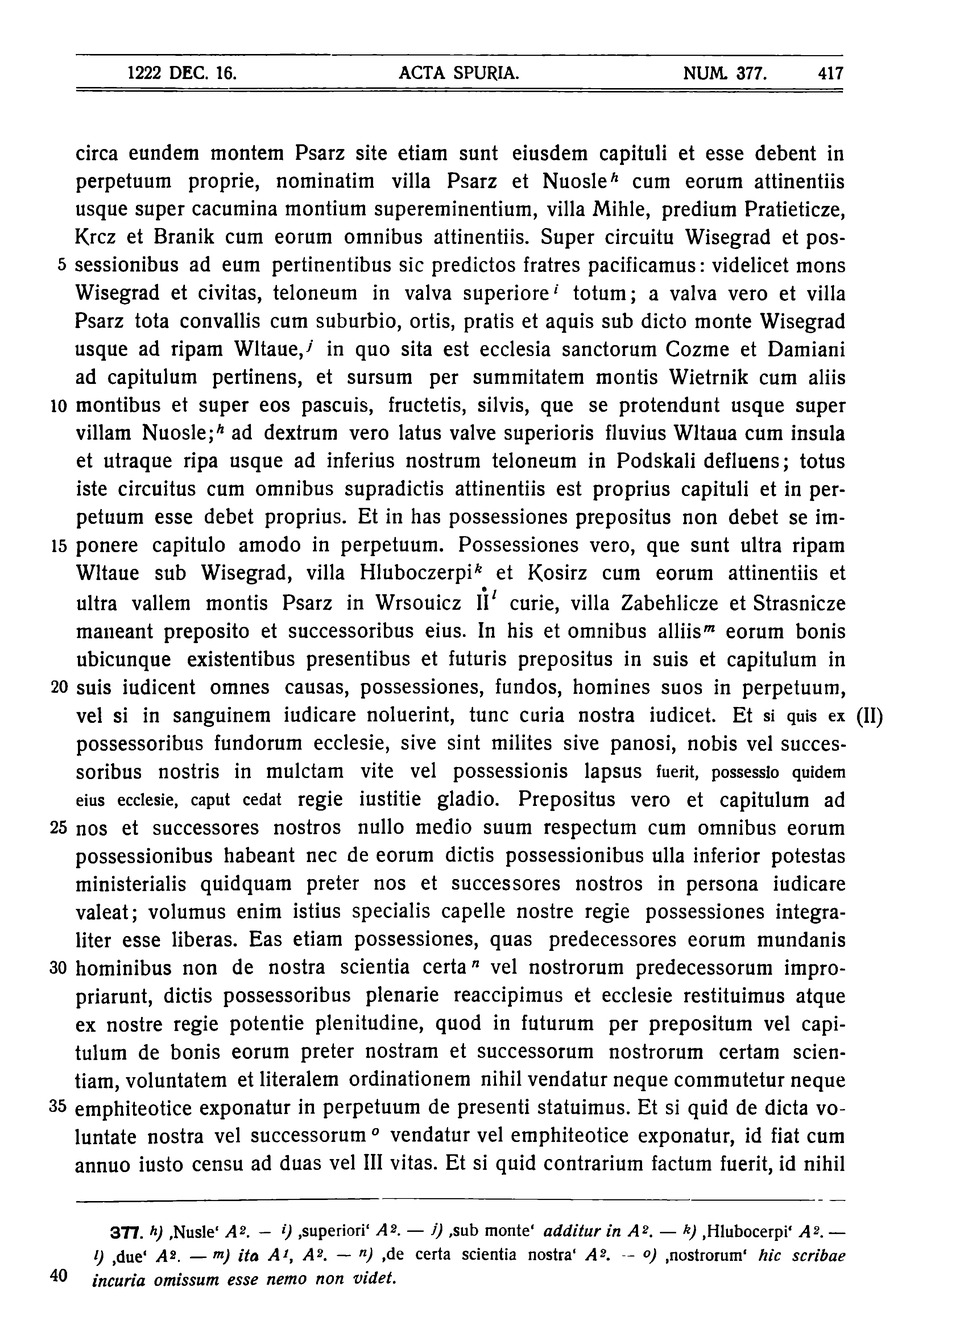 1222 DEC. 16. ACTA SPURIA. NUM. 377. 417
circa eundem montem Psarz site etiam sunt eiusdem capituli et esse debent in
perpetuum proprie, nominatim villa Psarz et Nuosle h cum eorum attinentiis
usque super cacumina montium supereminentium, villa Mihle, predium Pratieticze,
Krcz et Branik cum eorum omnibus attinentiis. Super circuitu Wisegrad et pos-
5 sessionibus ad eum pertinentibus sic predictos fratres pacificamus: videlicet mons
Wisegrad et civitas, teloneum in valva superiore i totum; a valva vero et villa
Psarz tota convallis cum suburbio, ortis, pratis et aquis sub dicto monte Wisegrad
usque ad ripam Wltaue, j in quo sita est ecclesia sanctorum Cozme et Damiani
ad capitulum pertinens, et sursum per summitatem montis Wietrnik cum aliis
10 montibus et super eos pascuis, fructetis, silvis, que se protendunt usque super
villam Nuosle; h ad dextrum vero latus valve superioris fluvius Wltaua cum insula
et utraque ripa usque ad inferius nostrum teloneum in Podskali defluens; totus
iste circuitus cum omnibus supradictis attinentiis est proprius capituli et in per-
petuum esse debet proprius. Et in has possessiones prepositus non debet se im-
15 ponere capitulo amodo in perpetuum. Possessiones vero, que sunt ultra ripam
Wltaue sub Wisegrad, villa Hluboczerpi k et Kosirz cum eorum attinentiis et
ultra vallem montis Psarz in Wrsouicz II l curie, villa Zabehlicze et Strasnicze
maneant preposito et successoribus eius. In his et omnibus alliis m eorum bonis
ubicunque existentibus presentibus et futuris prepositus in suis et capitulum in
20 suis iudicent omnes causas, possessiones, fundos, homines suos in perpetuum,
vel si in sanguinem iudicare noluerint, tunc curia nostra iudicet. Et si quis ex (II)
possessoribus fundorum ecclesie, sive sint milites sive panosi, nobis vel succes-
soribus nostris in mulctam vite vel possessionis lapsus fuerit, possessio quidem
eius ecclesie, caput cedat regie iustitie gladio. Prepositus vero et capitulum ad
25 nos et successores nostros nullo medio suum respectum cum omnibus eorum
possessionibus habeant nec de eorum dictis possessionibus ulla inferior potestas
ministerialis quidquam preter nos et successores nostros in persona iudicare
valeat; volumus enim istius specialis capelle nostre regie possessiones integra-
liter esse liberas. Eas etiam possessiones, quas predecessores eorum mundanis
30 hominibus non de nostra scientia certa n vel nostrorum predecessorum impro-
priarunt, dictis possessoribus plenarie reaccipimus et ecclesie restituimus atque
ex nostre regie potentie plenitudine, quod in futurum per prepositum vel capi-
tulum de bonis eorum preter nostram et successorum nostrorum certam scien-
tiam, voluntatem et literalem ordinationem nihil vendatur neque commutetur neque
35 emphiteotice exponatur in perpetuum de presenti statuimus. Et si quid de dicta vo-
luntate nostra vel successorum o vendatur vel emphiteotice exponatur, id fiat cum
annuo iusto censu ad duas vel III vitas. Et si quid contrarium factum fuerit, id nihil
377. h) ‚Nusle‘ A2. — i) ‚superiori‘ A2. — j) ‚sub monte‘ additur in A2. — k) ‚Hlubocerpi‘ A2. —
l) ‚due‘ A2. — m) ita A1, A2. — n) ‚de certa scientia nostra‘ A2. — o) ‚nostrorum‘ hic scribae
40 incuria omissum esse nemo non videt.